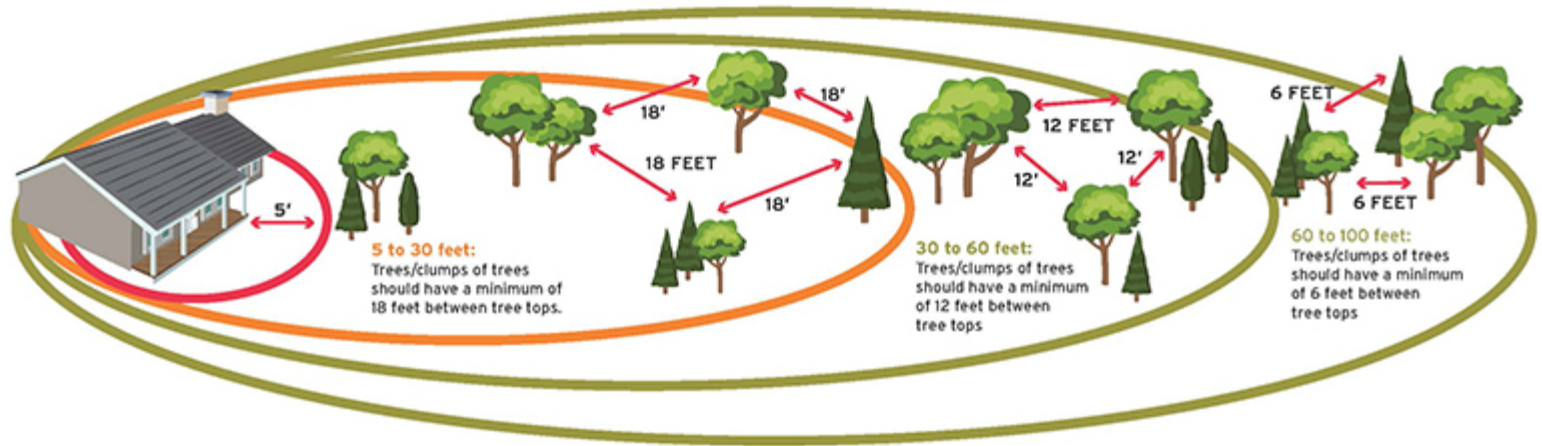 5'
18'
18'
18 FEET
18'
5 to 30 feet:
Trees/clumps of trees
should have a minimum of
18 feet between tree tops.
12 FEET
12'
12'
30 to 60 feet:
Trees/clumps of trees
should have a minimum
of 12 feet between
tree tops
6 FEET
6 FEET
60 to 100 feet:
Trees/clumps of trees
should have a minimum
of 6 feet between
tree tops